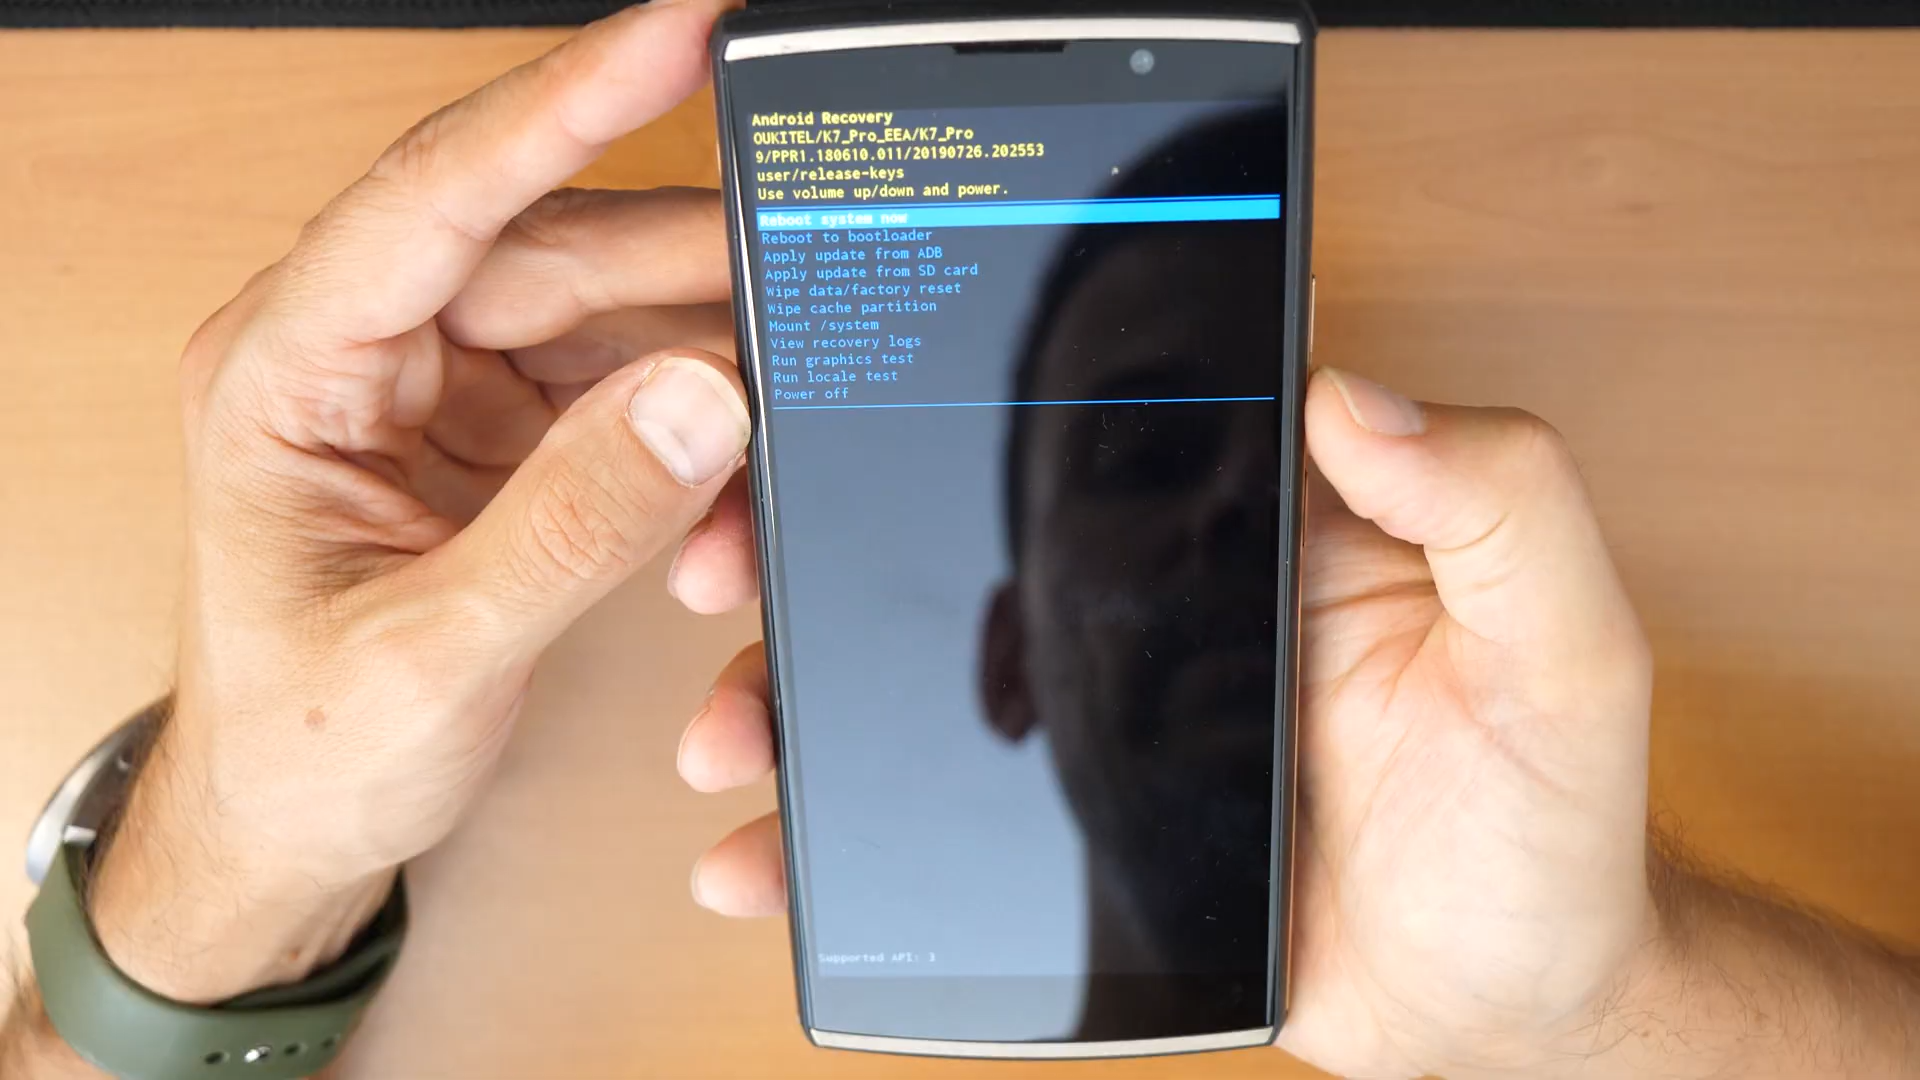 Android Recovery
OUKITEL/K7_Pro_EEA/K7_Pro
9/PPR1.180610.011/20190726.202553
user/release-keys
Use volume up/down and power.
Reboot system now
Reboot to bootloader
Apply update from ADB
Apply update from SD card
Wipe data/factory reset
Wipe cache partition
Mount /system
View recovery logs
Run graphics test
Run locale test
Power off
Supported API: 3